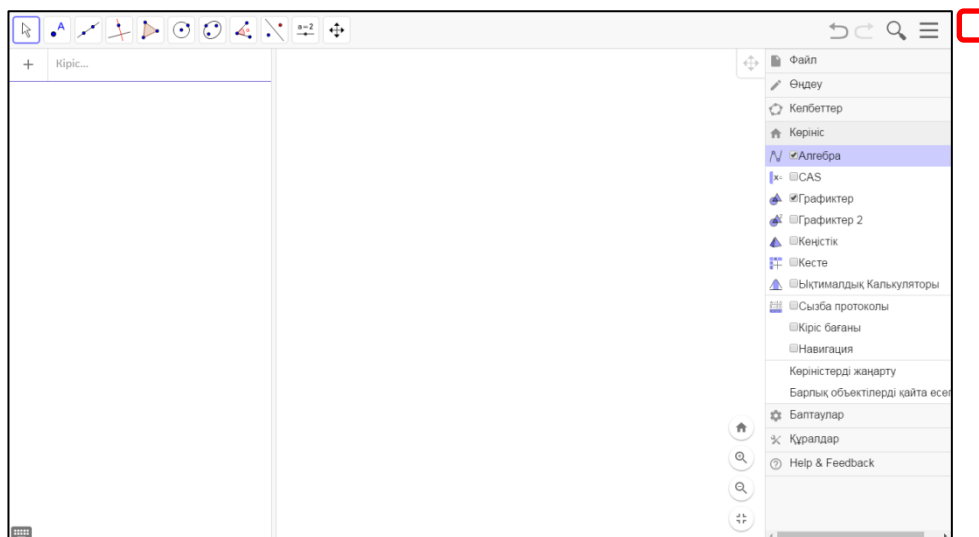 A
a=2
+ Кіріс...
Файл
Өңдеу
Келбеттер
Көрініс
Алгебра
x= CAS
Графиктер
Графиктер 2
Кеңістік
Кесте
Ықтималдық Калькуляторы
Сызба протоколы
Кіріс бағаны
Навигация
Көріністерді жаңарту
Барлық объектілерді қайта есеп
Баптаулар
Құралдар
Help & Feedback